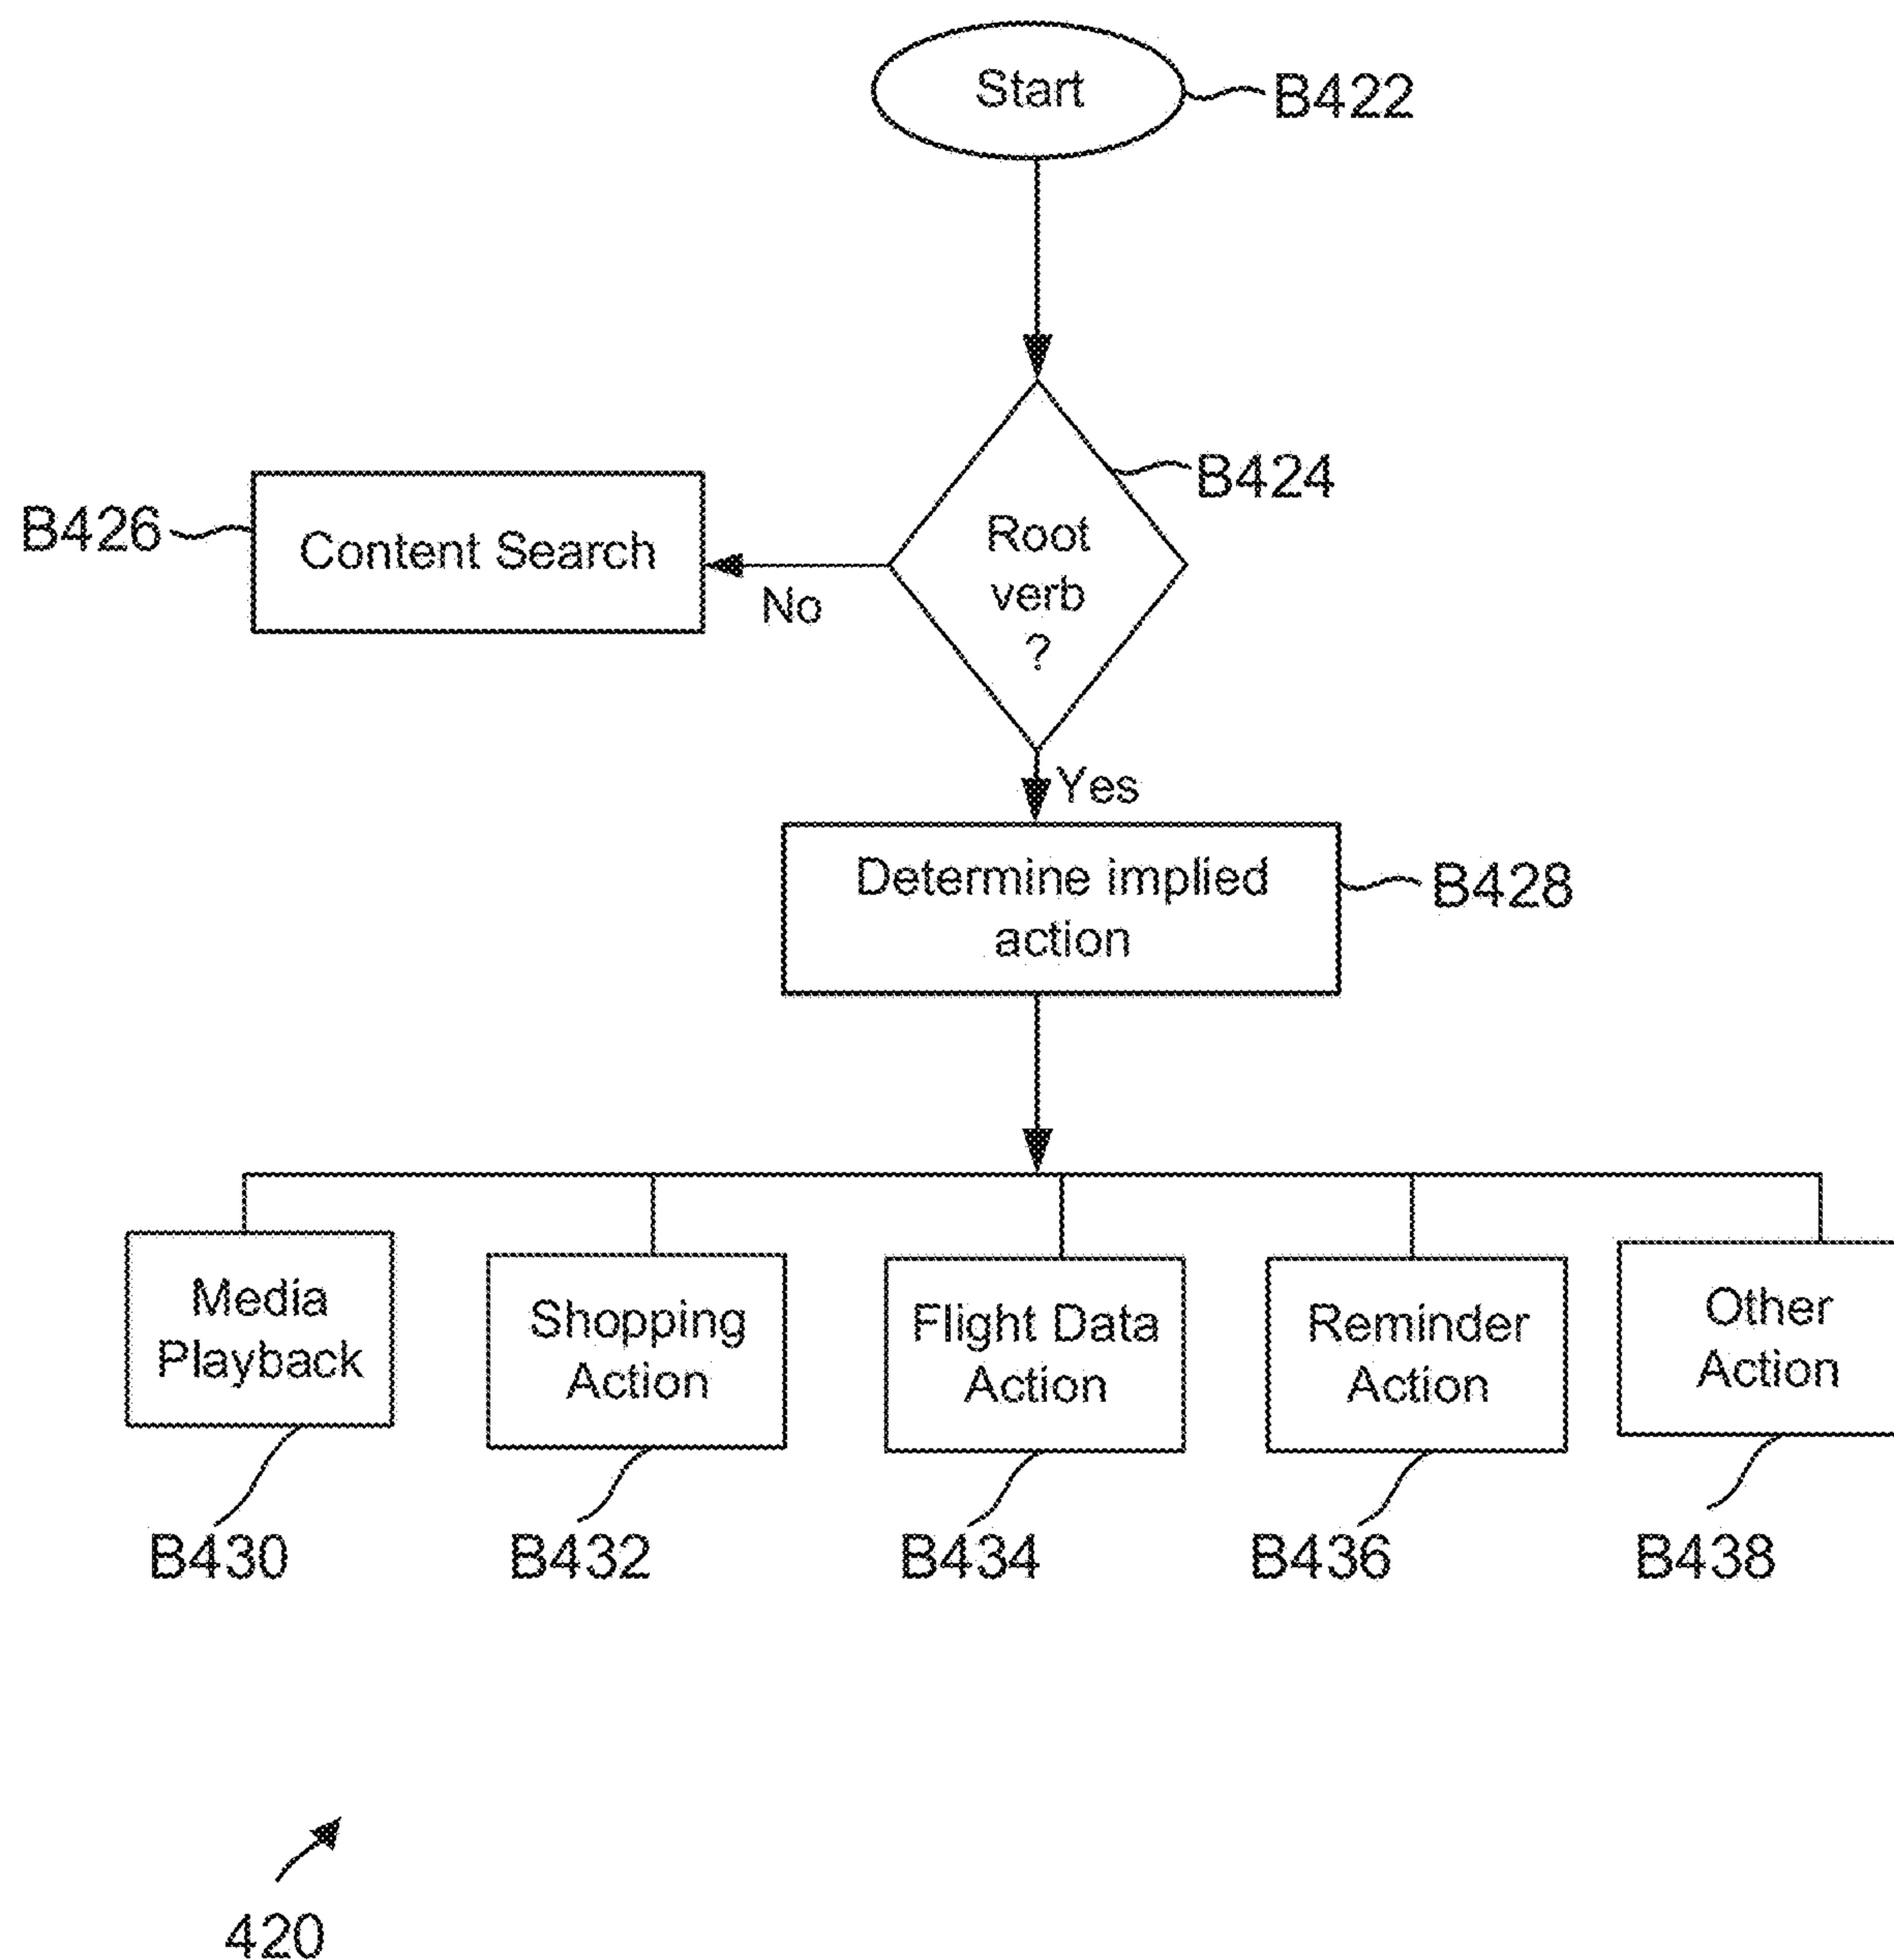 Start
B422
B424
Root
verb
?
B426
Content Search
No
Yes
Determine implied
action
B428
Media
Playback
Shopping
Action
Flight Data
Action
Reminder
Action
Other
Action
B430
B432
B434
B436
B438
420